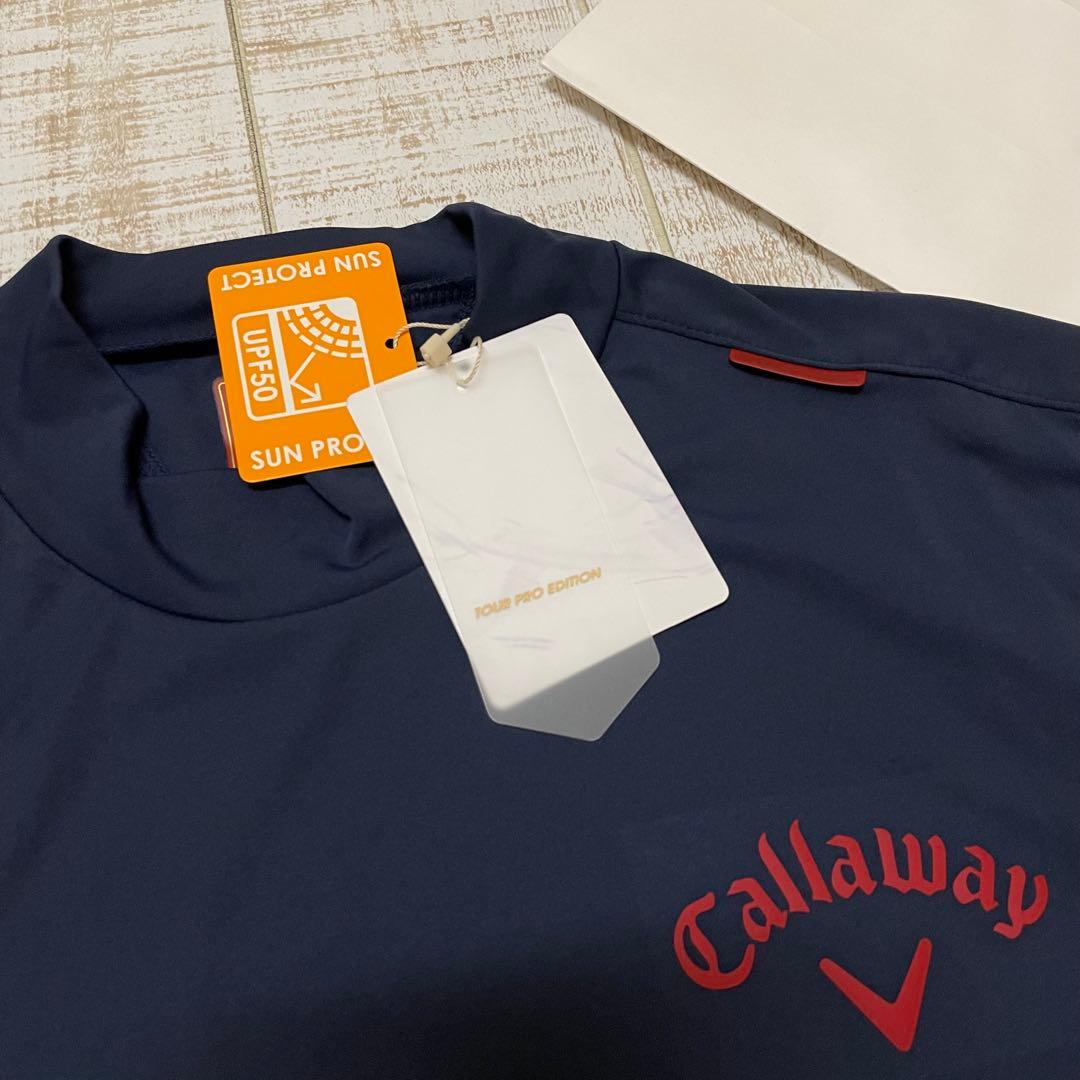 SUN PROTECT
UPF50
SUN PRO
TOUR PRO EDITION
Callaway